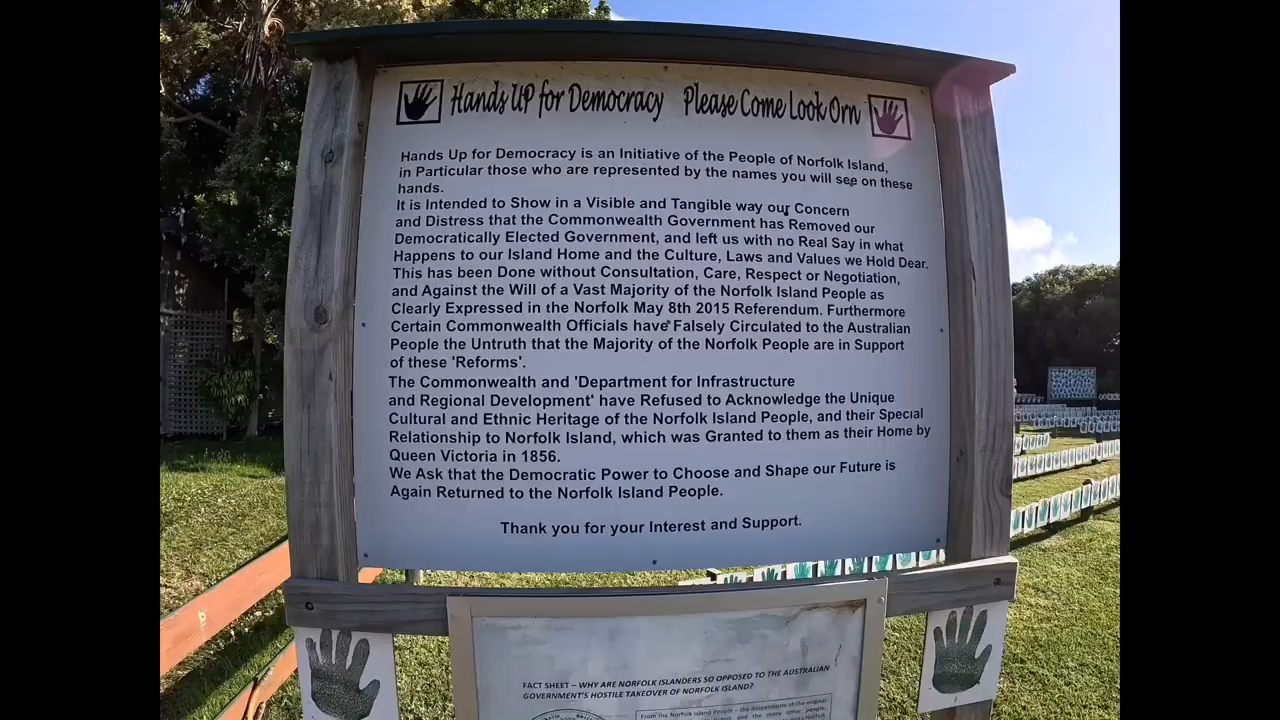 Hands UP for Democracy Please Come Look Orn
Hands Up for Democracy is an Initiative of the People of Norfolk Island,
in Particular those who are represented by the names you will see on these
hands.
It is Intended to Show in a Visible and Tangible way our Concern
and Distress that the Commonwealth Government has Removed our
Democratically Elected Government, and left us with no Real Say in what
Happens to our Island Home and the Culture, Laws and Values we Hold Dear.
This has been Done without Consultation, Care, Respect or Negotiation,
and Against the Will of a Vast Majority of the Norfolk Island People as
Clearly Expressed in the Norfolk May 8th 2015 Referendum. Furthermore
Certain Commonwealth Officials have Falsely Circulated to the Australian
People the Untruth that the Majority of the Norfolk People are in Support
of these 'Reforms'.
The Commonwealth and 'Department for Infrastructure
and Regional Development' have Refused to Acknowledge the Unique
Cultural and Ethnic Heritage of the Norfolk Island People, and their Special
Relationship to Norfolk Island, which was Granted to them as their Home by
Queen Victoria in 1856.
We Ask that the Democratic Power to Choose and Shape our Future is
Again Returned to the Norfolk Island People.
Thank you for your Interest and Support.
FACT SHEET – WHY ARE NORFOLK ISLANDERS SO OPPOSED TO THE AUSTRALIAN
GOVERNMENT'S HOSTILE TAKEOVER OF NORFOLK ISLAND?
From the Norfolk Island People – the descendants of the original